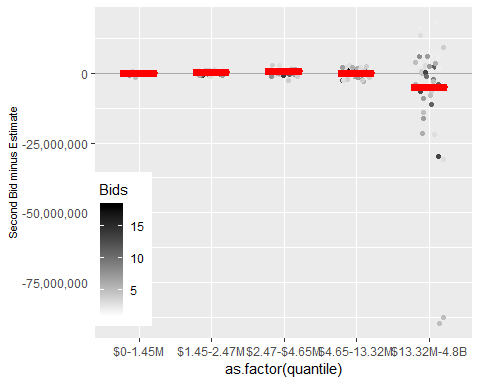 Second Bid minus Estimate
0
-25,000,000
-50,000,000
-75,000,000
Bids
15
10
5
$0-1.45M
$1.45-2.47M
$2.47-$4.65M
$4.65-13.32M
$13.32M-4.8B
as.factor(quantile)